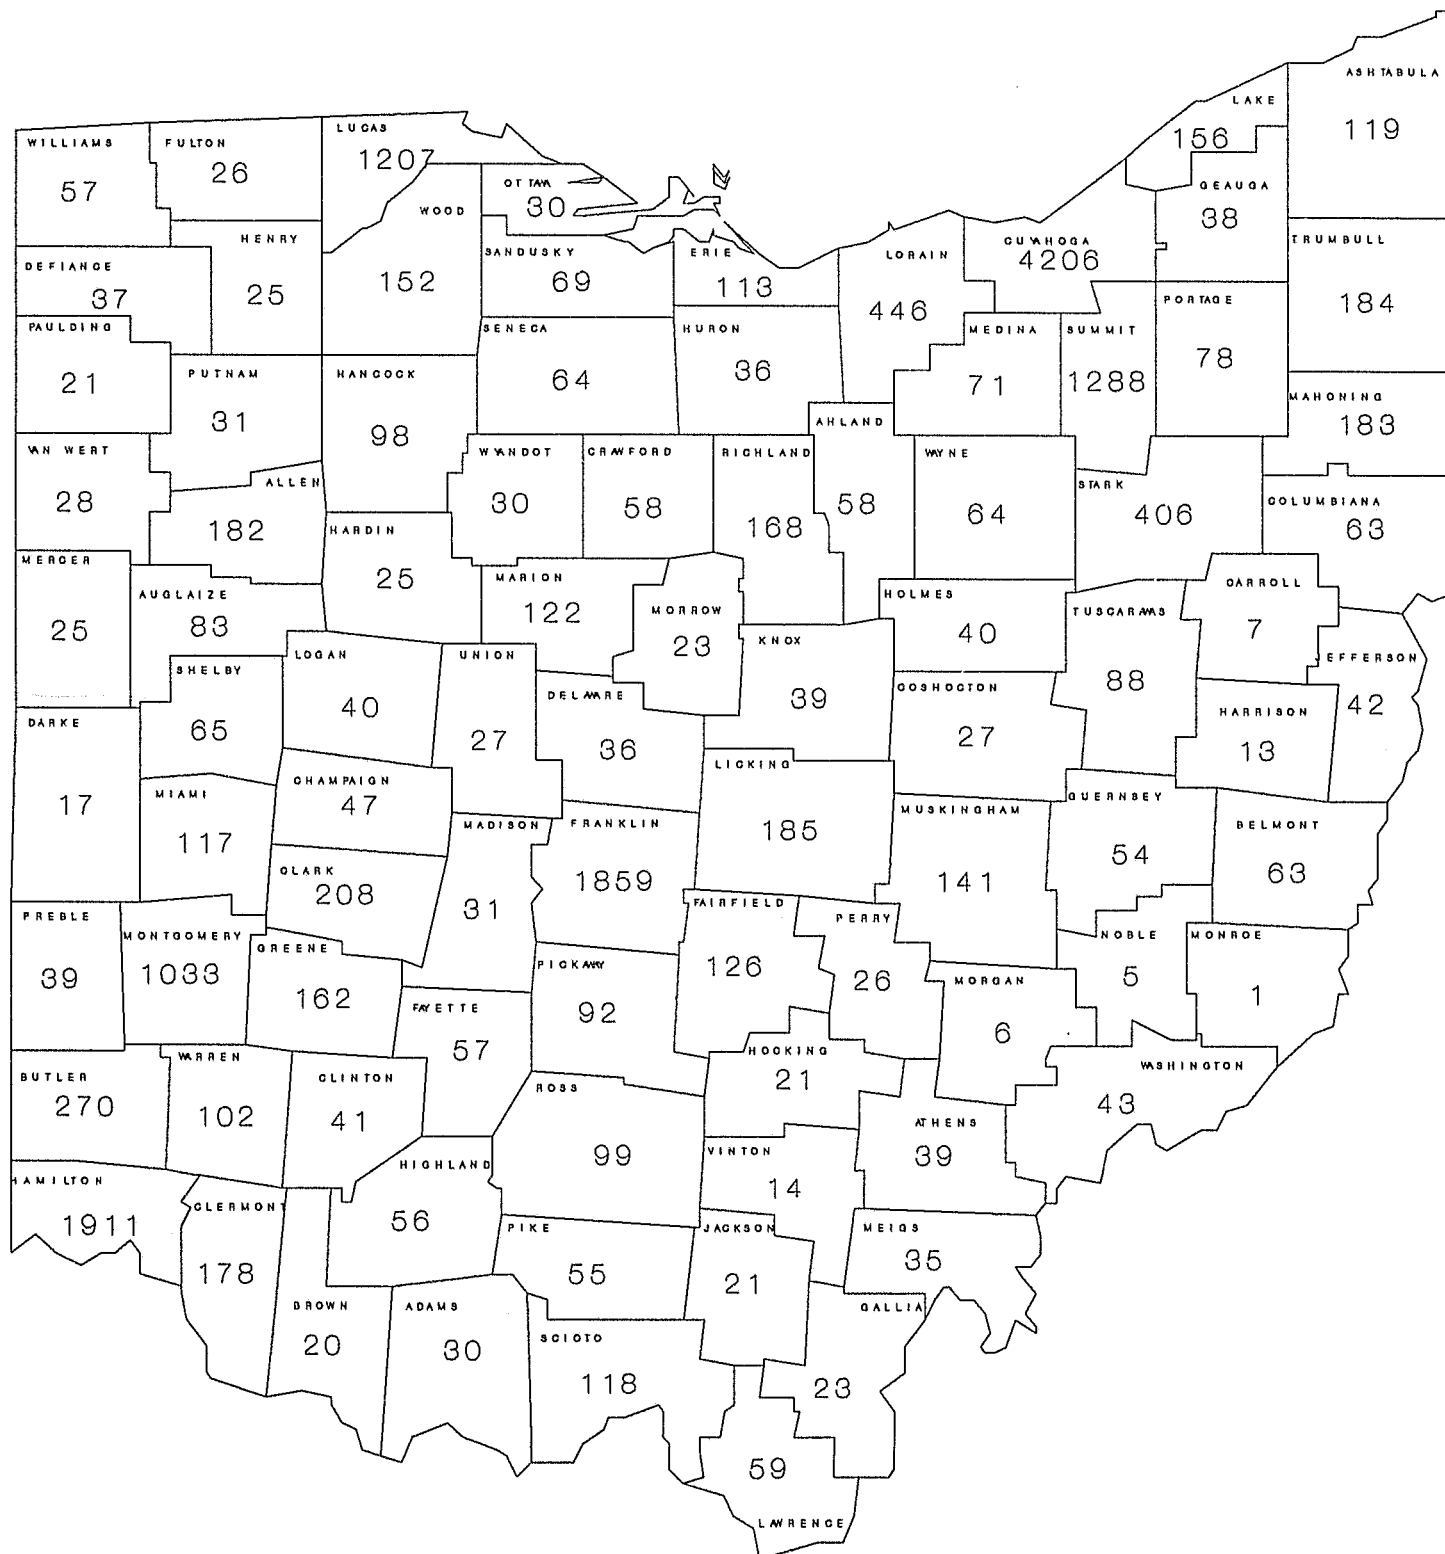 ASHTABULA
119
LAKE
156
GEAUGA
38
LUCAS
1207
WILLIAMS
57
FULTON
26
OTTAWA
30
WOOD
152
HENRY
25
CUYAHOGA
4206
TRUMBULL
184
SANDUSKY
69
ERIE
113
LORAIN
446
DEFIANCE
37
PORTAGE
78
PAULDING
21
SENECA
64
HURON
36
MEDINA
71
SUMMIT
1288
PUTNAM
31
HANCOCK
98
MAHONING
183
AHLAND
58
VAN WERT
28
WYANDOT
30
CRAWFORD
58
RICHLAND
168
WAYNE
64
STARK
406
ALLEN
182
COLUMBIANA
63
HARDIN
25
MERCER
25
MARION
122
AUGLAIZE
83
MORROW
23
HOLMES
40
TUSCARAWAS
88
CARROLL
7
KNOX
39
LOGAN
40
UNION
27
EFFERSON
42
SHELBY
65
DELAWARE
36
COSHOCTON
27
HARRISON
13
DARKE
17
LICKING
185
CHAMPAIGN
47
MIAMI
117
GUERNSEY
54
MUSKINGHAM
141
MADISON
31
FRANKLIN
1859
BELMONT
63
CLARK
208
FAIRFIELD
126
PERRY
26
PREBLE
39
MONTGOMERY
1033
GREENE
162
NOBLE
5
MONROE
1
PICKAWAY
92
MORGAN
6
FAYETTE
57
HOCKING
21
WARREN
102
WASHINGTON
43
BUTLER
270
CLINTON
41
ROSS
99
ATHENS
39
VINTON
14
HIGHLAND
56
HAMILTON
1911
CLERMONT
178
PIKE
55
JACKSON
21
MEIGS
35
BROWN
20
ADAMS
30
GALLIA
23
SCIOTO
118
59
LAWRENCE